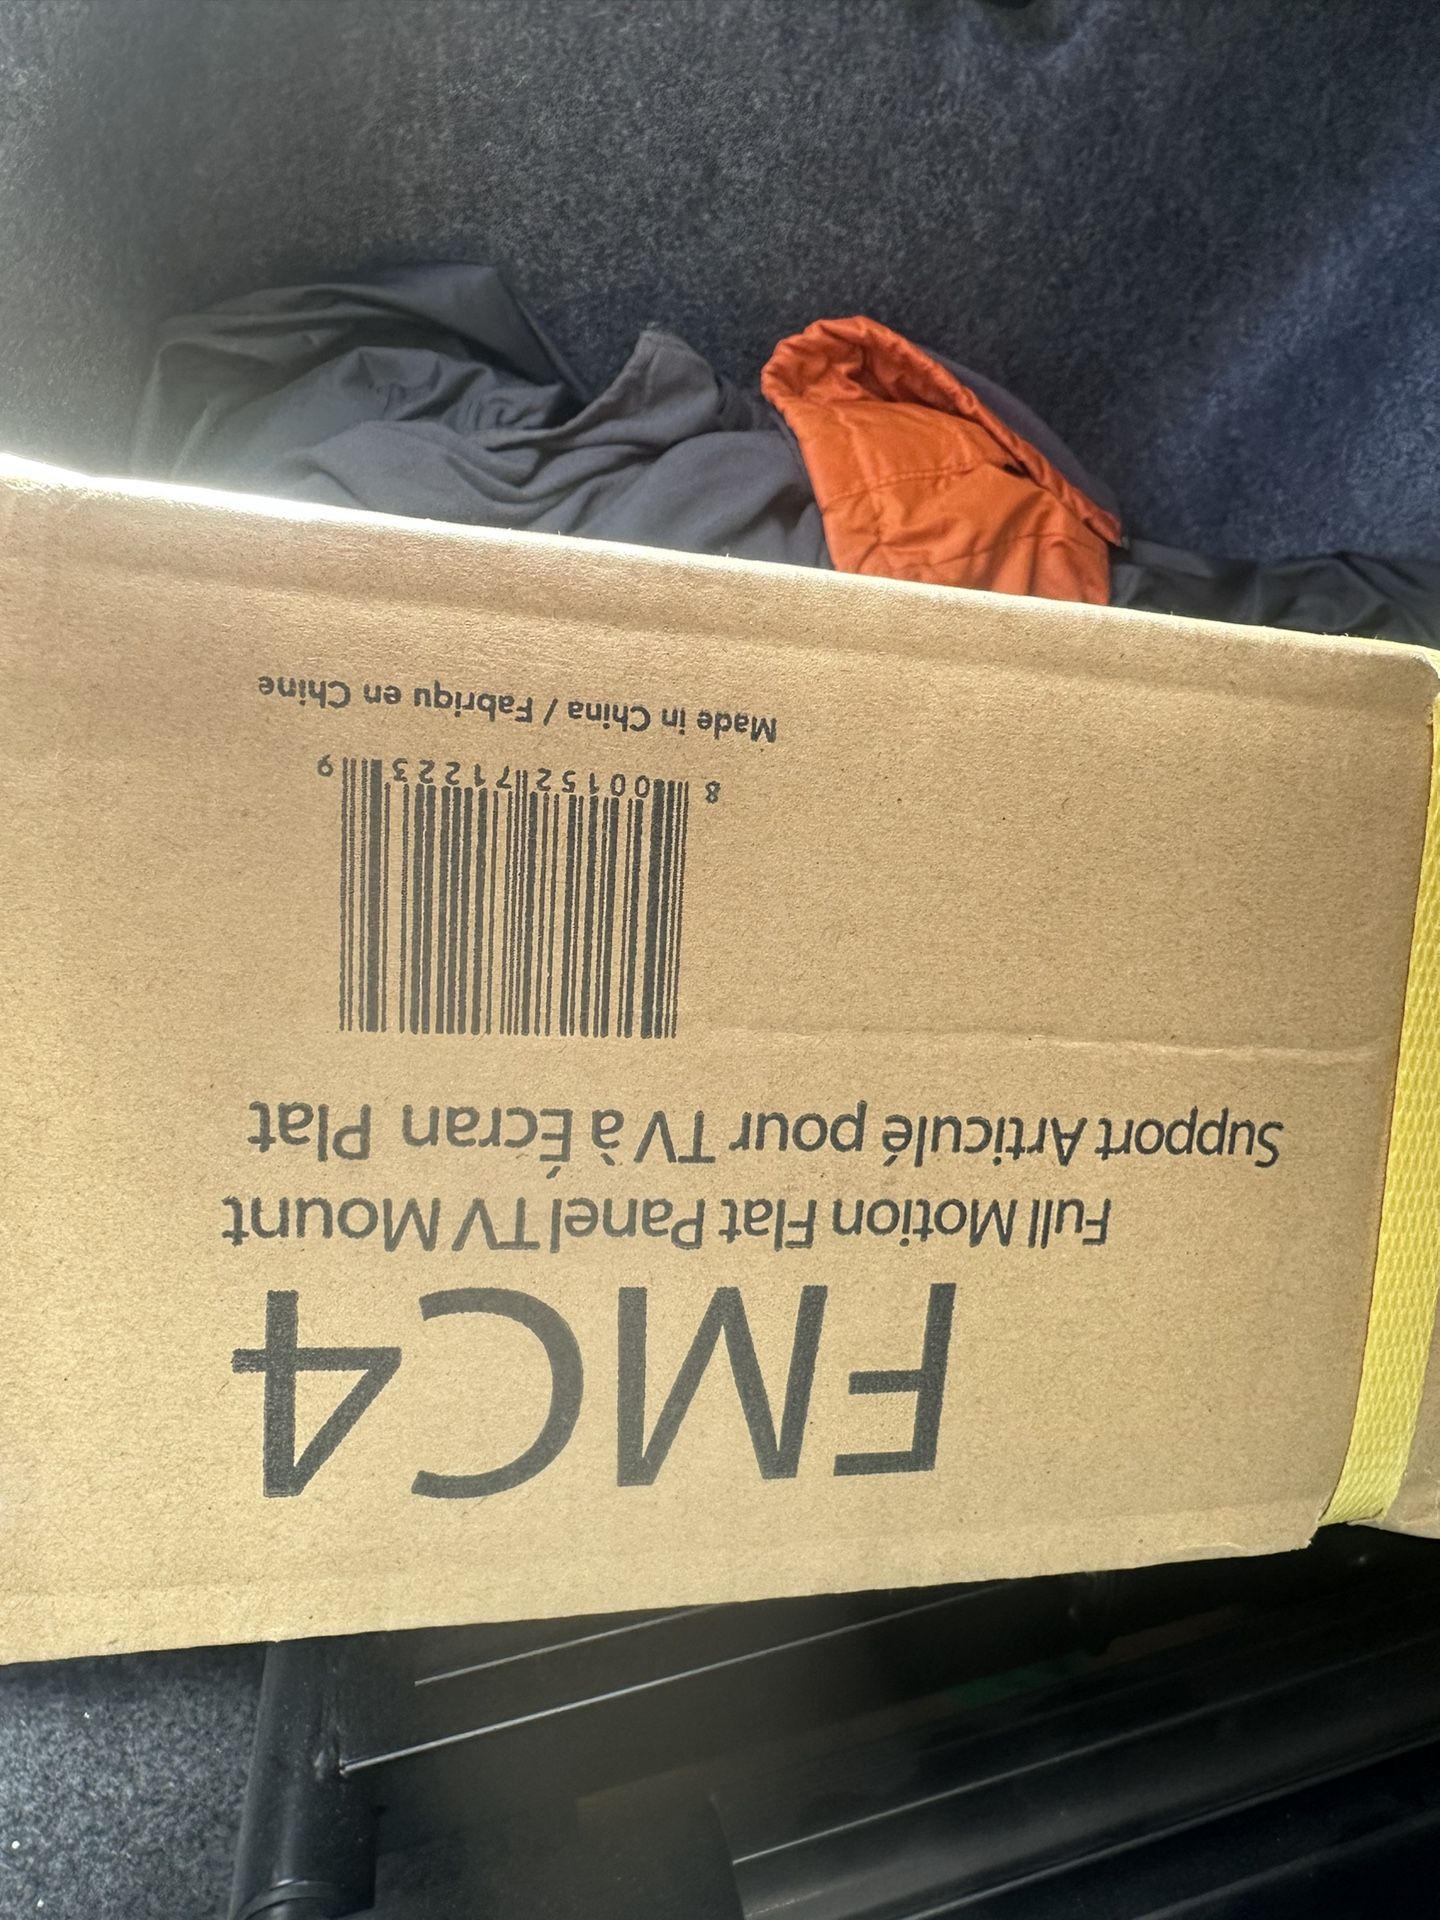 FMC4
Full Motion Flat Panel TV Mount
Support Articulé pour TV à Écran Plat
8 00152 71223 9
Made in China / Fabriqu en Chine